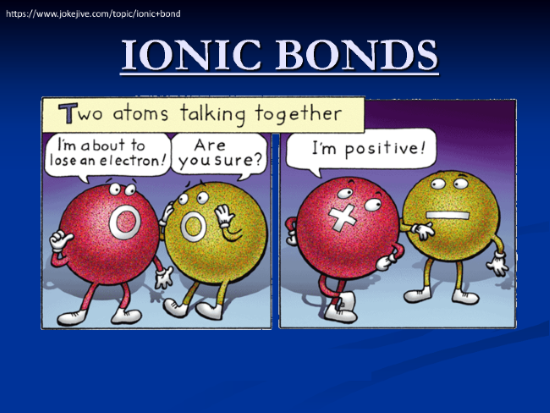 https://www.jokejive.com/topic/ionic+bond
IONIC BONDS
Two atoms talking together
I'm about to
lose an electron!
Are
you sure?
I'm positive!